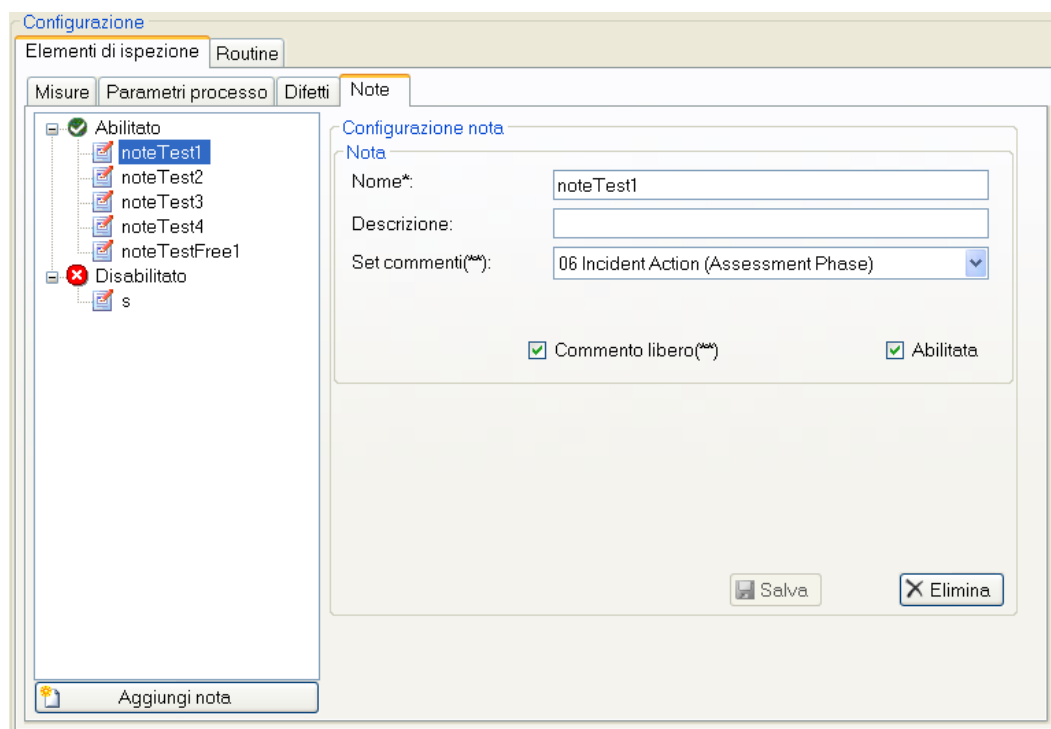 Configurazione
Elementi di ispezione Routine
Misure Parametri processo Difetti Note
Abilitato
noteTest1
noteTest2
noteTest3
noteTest4
noteTestFree1
Disabilitato
s
Aggiungi nota
Configurazione nota
Nota
Nome*: noteTest1
Descrizione:
Set commenti(**): 06 Incident Action (Assessment Phase)
Commento libero(**) Abilitata
Salva Elimina